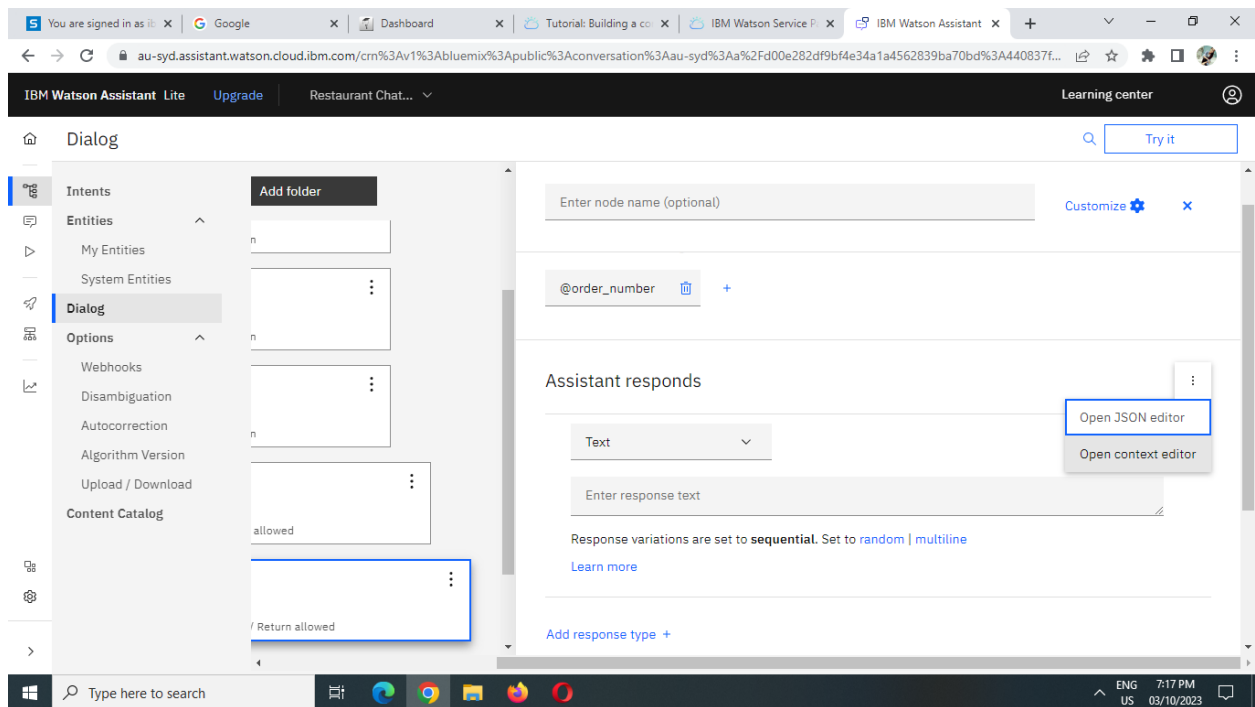 You are signed in as ib
Google
Dashboard
Tutorial: Building a co
IBM Watson Service P
IBM Watson Assistant
au-syd.assistant.watson.cloud.ibm.com/crn%3Av1%3Abluemix%3Apublic%3Aconversation%3Aau-syd%3Aa%2Fd00e282df9bf4e34a1a4562839ba70bd%3A440837f...
IBM Watson Assistant Lite
Upgrade
Restaurant Chat...
Learning center
Dialog
Try it
Intents
Entities
My Entities
System Entities
Dialog
Options
Webhooks
Disambiguation
Autocorrection
Algorithm Version
Upload / Download
Content Catalog
Add folder
n
n
n
allowed
/ Return allowed
Enter node name (optional)
Customize
@order_number
Assistant responds
Open JSON editor
Open context editor
Text
Enter response text
Response variations are set to sequential. Set to random | multiline
Learn more
Add response type +
Type here to search
ENG
US
7:17 PM
03/10/2023